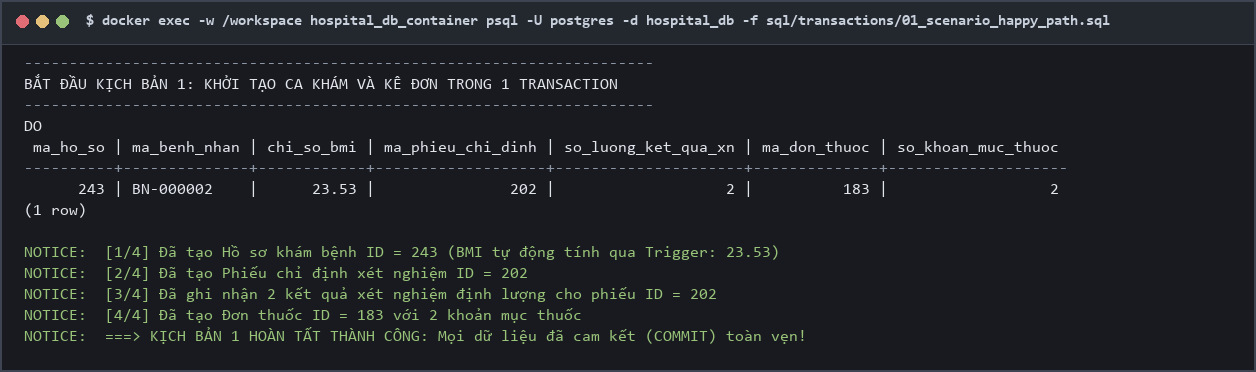 $ docker exec -w /workspace hospital_db_container psql -U postgres -d hospital_db -f sql/transactions/01_scenario_happy_path.sql
----------------------------------------------------------------------
BẮT ĐẦU KỊCH BẢN 1: KHỞI TẠO CA KHÁM VÀ KÊ ĐƠN TRONG 1 TRANSACTION
----------------------------------------------------------------------
DO
 ma_ho_so | ma_benh_nhan | chi_so_bmi | ma_phieu_chi_dinh | so_luong_ket_qua_xn | ma_don_thuoc | so_khoan_muc_thuoc
----------+--------------+------------+-------------------+---------------------+--------------+--------------------
      243 | BN-000002    |      23.53 |               202 |                   2 |          183 |                  2
(1 row)
NOTICE:  [1/4] Đã tạo Hồ sơ khám bệnh ID = 243 (BMI tự động tính qua Trigger: 23.53)
NOTICE:  [2/4] Đã tạo Phiếu chỉ định xét nghiệm ID = 202
NOTICE:  [3/4] Đã ghi nhận 2 kết quả xét nghiệm định lượng cho phiếu ID = 202
NOTICE:  [4/4] Đã tạo Đơn thuốc ID = 183 với 2 khoản mục thuốc
NOTICE:  ===> KỊCH BẢN 1 HOÀN TẤT THÀNH CÔNG: Mọi dữ liệu đã cam kết (COMMIT) toàn vẹn!